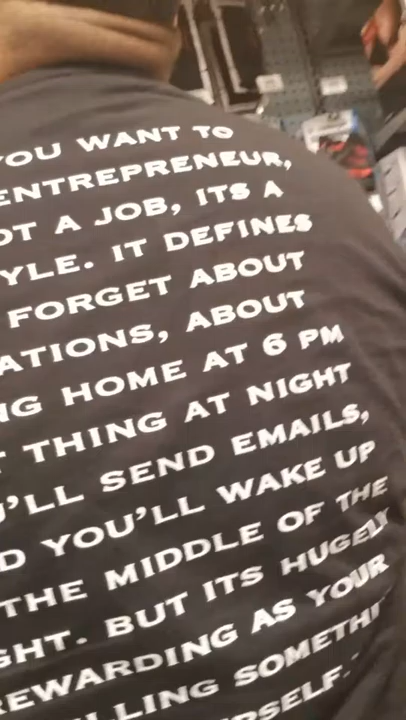 YOU WANT TO
ENTREPRENEUR,
OT A JOB, ITS A
YLE. IT DEFINES
FORGET ABOUT
ATIONS, ABOUT
NG HOME AT 6 PM
T THING AT NIGHT
U'LL SEND EMAILS,
D YOU'LL WAKE UP
THE MIDDLE OF THE
GHT. BUT ITS HUGELY
REWARDING AS YOUR
LLING SOMETHI
RSELF.